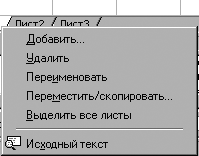 Лист2 Лист3
Добавить...
Удалить
Переименовать
Переместить/скопировать...
Выделить все листы
Исходный текст